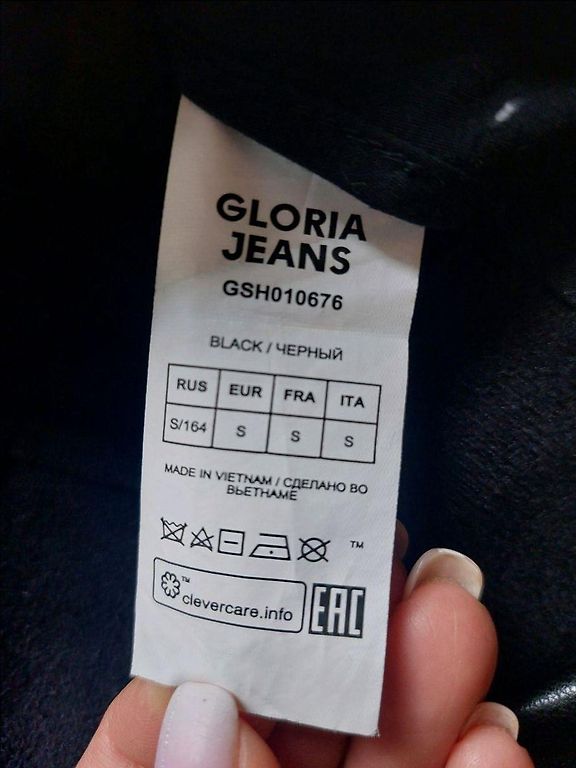 GLORIA
JEANS
GSH010676
BLACK / ЧЕРНЫЙ
RUS EUR FRA ITA
S/164 S S S
MADE IN VIETNAM / СДЕЛАНО ВО
ВЬЕТНАМЕ
TM
TM
clevercare.info
EAC